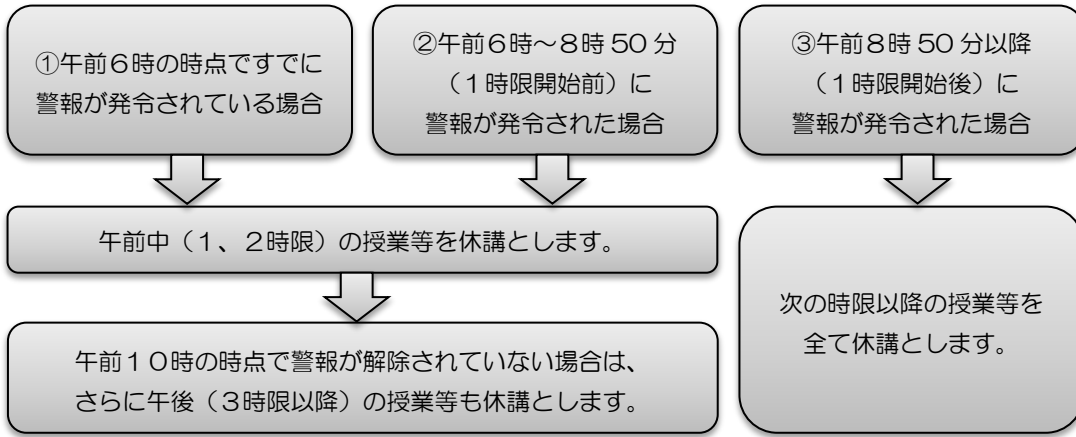 ①午前6時の時点ですでに
警報が発令されている場合
②午前6時～8時50分
（1時限開始前）に
警報が発令された場合
③午前8時50分以降
（1時限開始後）に
警報が発令された場合
午前中（1、2時限）の授業等を休講とします。
午前10時の時点で警報が解除されていない場合は、
さらに午後（3時限以降）の授業等も休講とします。
次の時限以降の授業等を
全て休講とします。